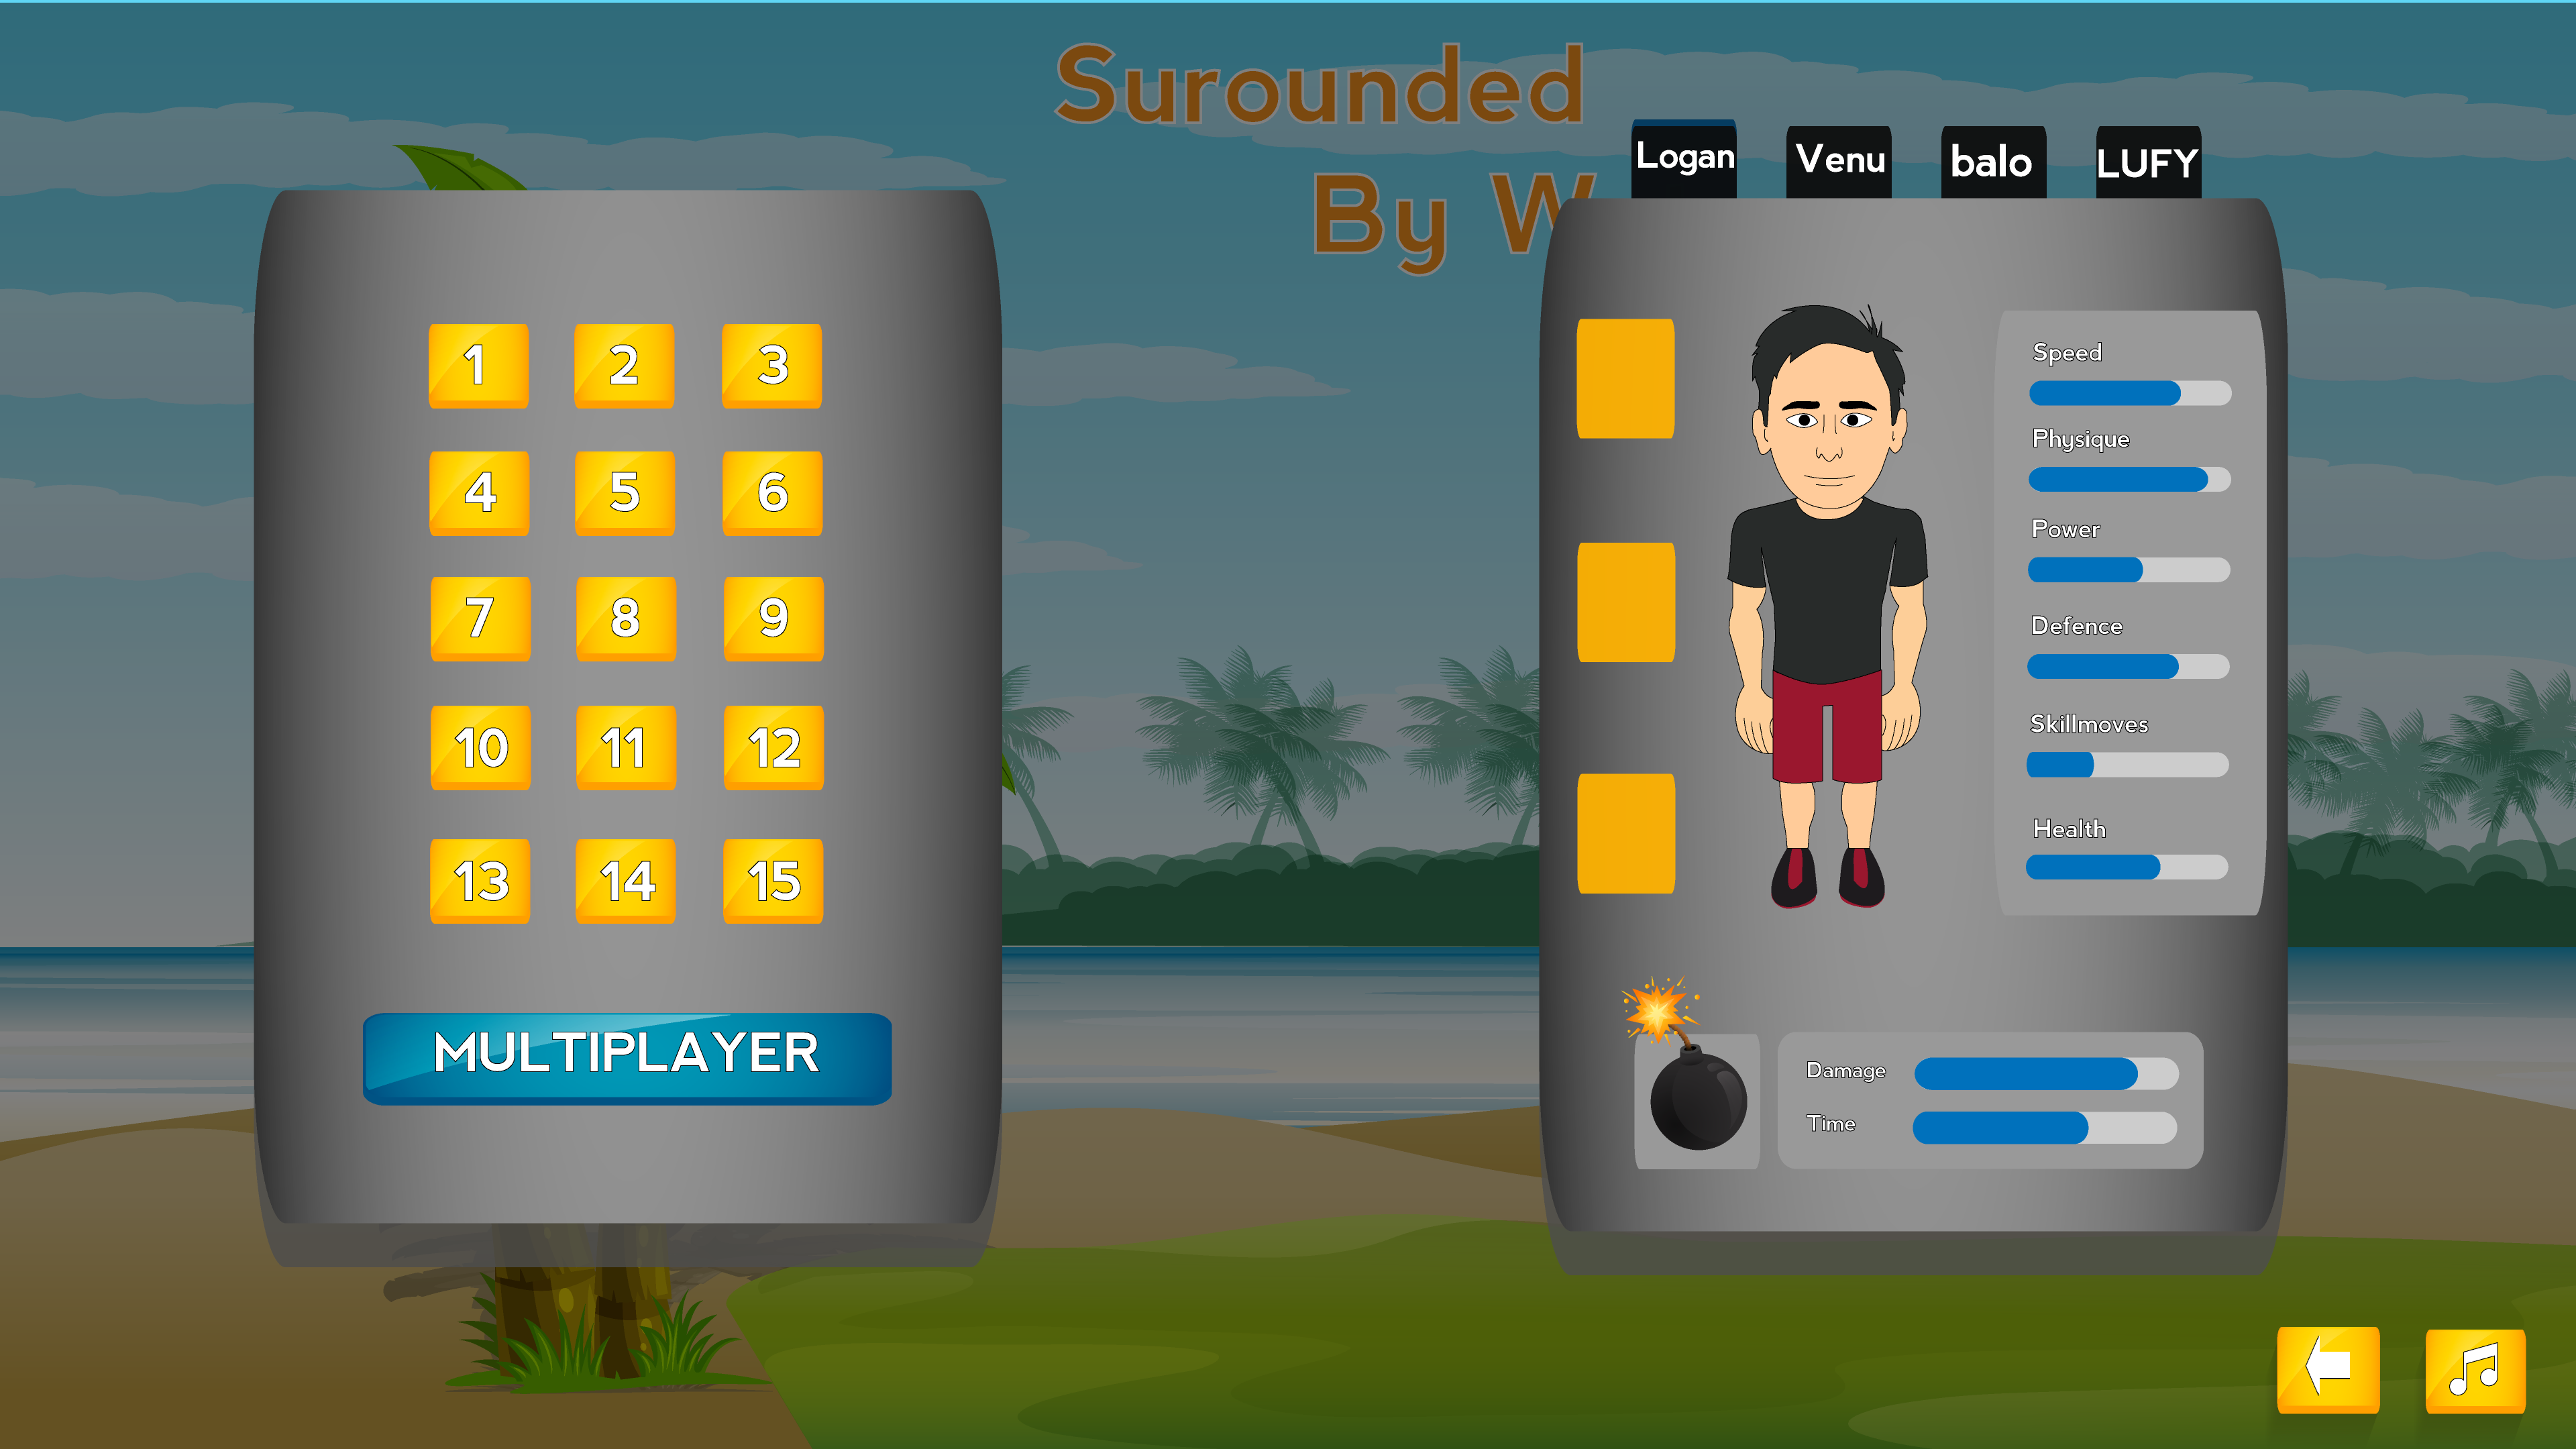 Surounded
By W
1 2 3
4 5 6
7 8 9
10 11 12
13 14 15
MULTIPLAYER
Logan Venu balo LUFY
Speed
Physique
Power
Defence
Skillmoves
Health
Damage
Time